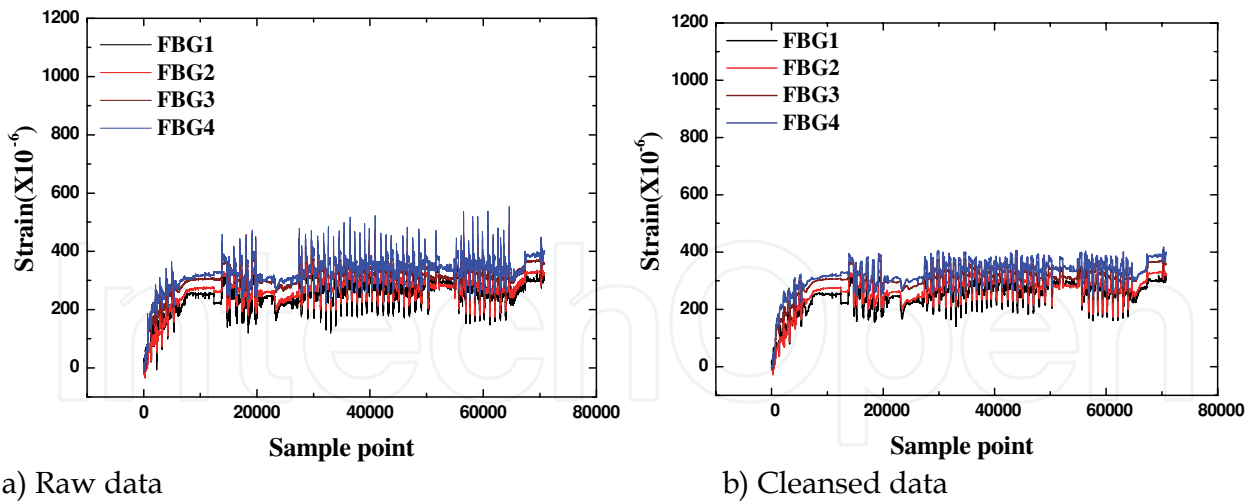 1200
1000
800
600
400
200
0
Strain(X10⁻⁶)
FBG1
FBG2
FBG3
FBG4
0 20000 40000 60000 80000
Sample point
a) Raw data
1200
1000
800
600
400
200
0
Strain(X10⁻⁶)
FBG1
FBG2
FBG3
FBG4
0 20000 40000 60000 80000
Sample point
b) Cleansed data
IntechOpen